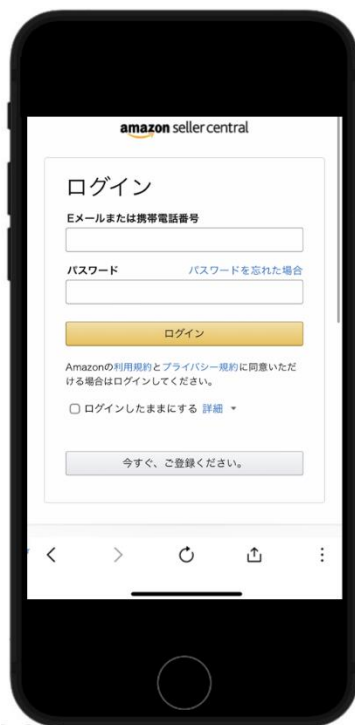 amazon seller central
ログイン
Eメールまたは携帯電話番号
パスワード パスワードを忘れた場合
ログイン
Amazonの利用規約とプライバシー規約に同意いただ
ける場合はログインしてください。
ログインしたままにする 詳細
今すぐ、ご登録ください。